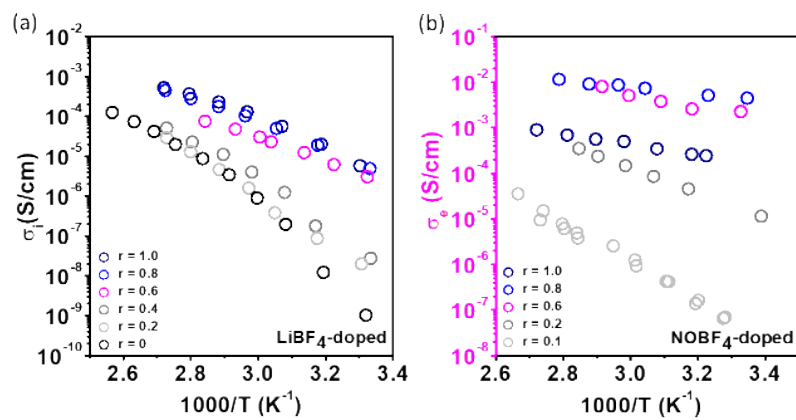 (a)
10⁻²
10⁻³
10⁻⁴
10⁻⁵
10⁻⁶
10⁻⁷
10⁻⁸
10⁻⁹
10⁻¹⁰
σᵢ(S/cm)
r = 1.0
r = 0.8
r = 0.6
r = 0.4
r = 0.2
r = 0
LiBF₄-doped
2.6 2.8 3.0 3.2 3.4
1000/T (K⁻¹)
(b)
10⁻¹
10⁻²
10⁻³
10⁻⁴
10⁻⁵
10⁻⁶
10⁻⁷
10⁻⁸
σₑ (S/cm)
r = 1.0
r = 0.8
r = 0.6
r = 0.2
r = 0.1
NOBF₄-doped
2.6 2.8 3.0 3.2 3.4
1000/T (K⁻¹)